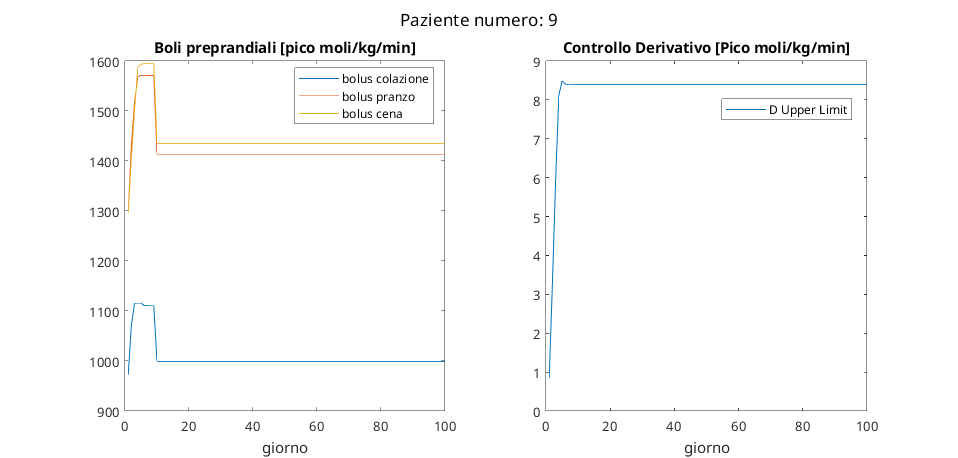 Paziente numero: 9
Boli preprandiali [pico moli/kg/min]
1600
1500
1400
1300
1200
1100
1000
900
0 20 40 60 80 100
giorno
bolus colazione
bolus pranzo
bolus cena
Controllo Derivativo [Pico moli/kg/min]
9
8
7
6
5
4
3
2
1
0
0 20 40 60 80 100
giorno
D Upper Limit